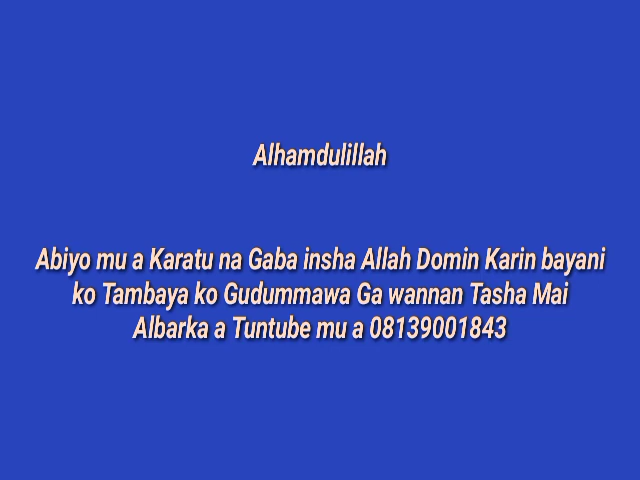 Alhamdulillah
Abiyo mu a Karatu na Gaba insha Allah Domin Karin bayani
ko Tambaya ko Gudummawa Ga wannan Tasha Mai
Albarka a Tuntube mu a 08139001843